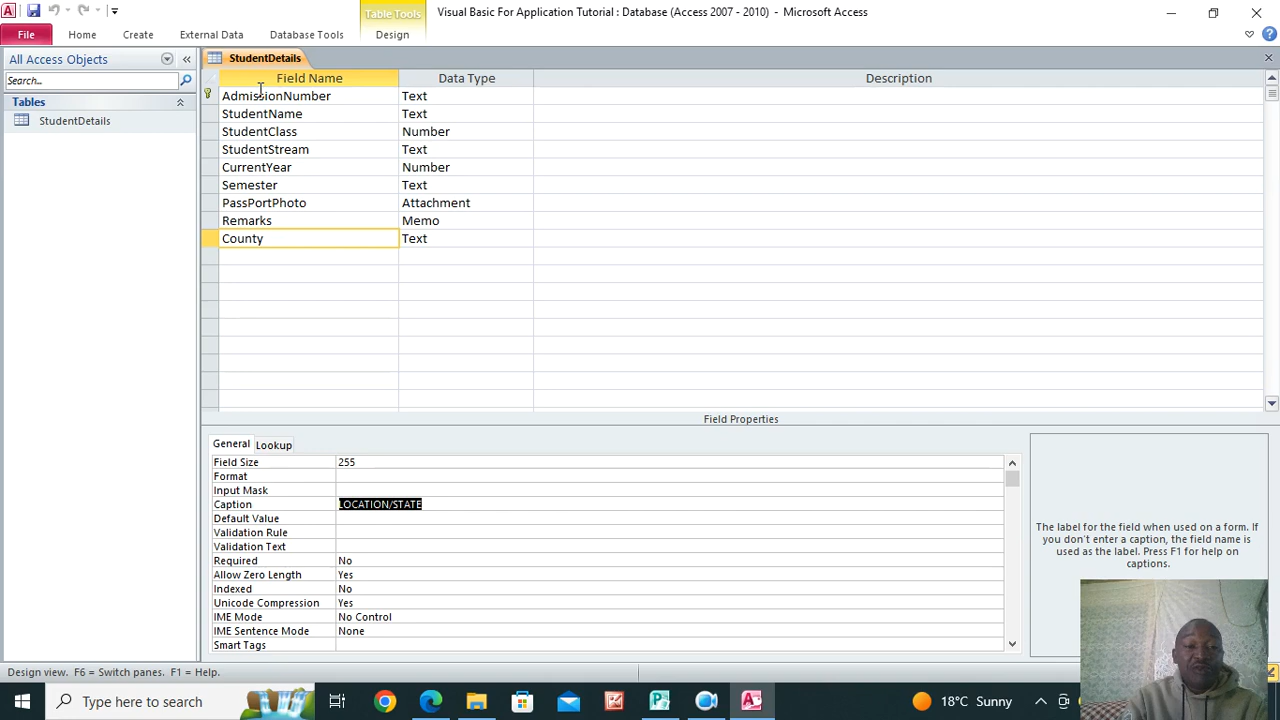 Table Tools
Visual Basic For Application Tutorial : Database (Access 2007 - 2010) - Microsoft Access
File
Home
Create
External Data
Database Tools
Design
All Access Objects
StudentDetails
Search...
Field Name
Data Type
Description
Tables
StudentDetails
AdmissionNumber Text
StudentName Text
StudentClass Number
StudentStream Text
CurrentYear Number
Semester Text
PassPortPhoto Attachment
Remarks Memo
County Text
Field Properties
General
Lookup
Field Size 255
Format
Input Mask
Caption LOCATION/STATE
Default Value
Validation Rule
Validation Text
Required No
Allow Zero Length Yes
Indexed No
Unicode Compression Yes
IME Mode No Control
IME Sentence Mode None
Smart Tags
The label for the field when used on a form. If
you don't enter a caption, the field name is
used as the label. Press F1 for help on
captions.
Design view. F6 = Switch panes. F1 = Help.
Type here to search
18°C Sunny